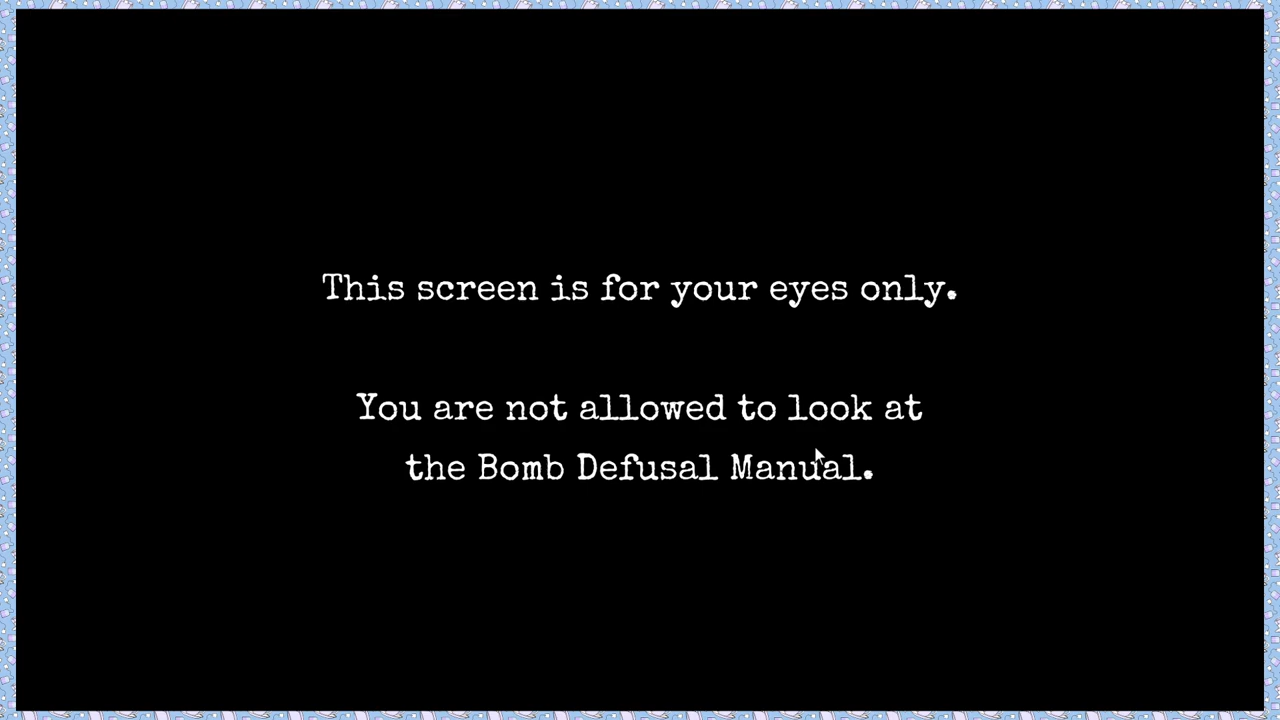 This screen is for your eyes only.
You are not allowed to look at
the Bomb Defusal Manual.